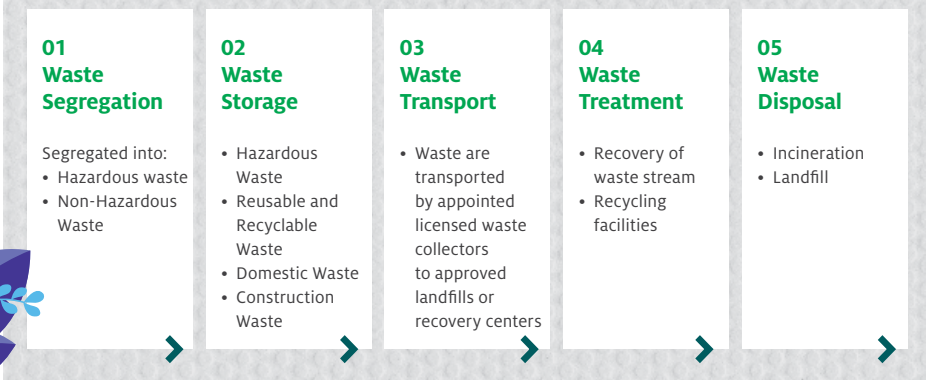 01
Waste
Segregation
Segregated into:
• Hazardous waste
• Non-Hazardous
Waste
02
Waste
Storage
• Hazardous
Waste
• Reusable and
Recyclable
Waste
• Domestic Waste
• Construction
Waste
03
Waste
Transport
• Waste are
transported
by appointed
licensed waste
collectors
to approved
landfills or
recovery centers
04
Waste
Treatment
• Recovery of
waste stream
• Recycling
facilities
05
Waste
Disposal
• Incineration
• Landfill